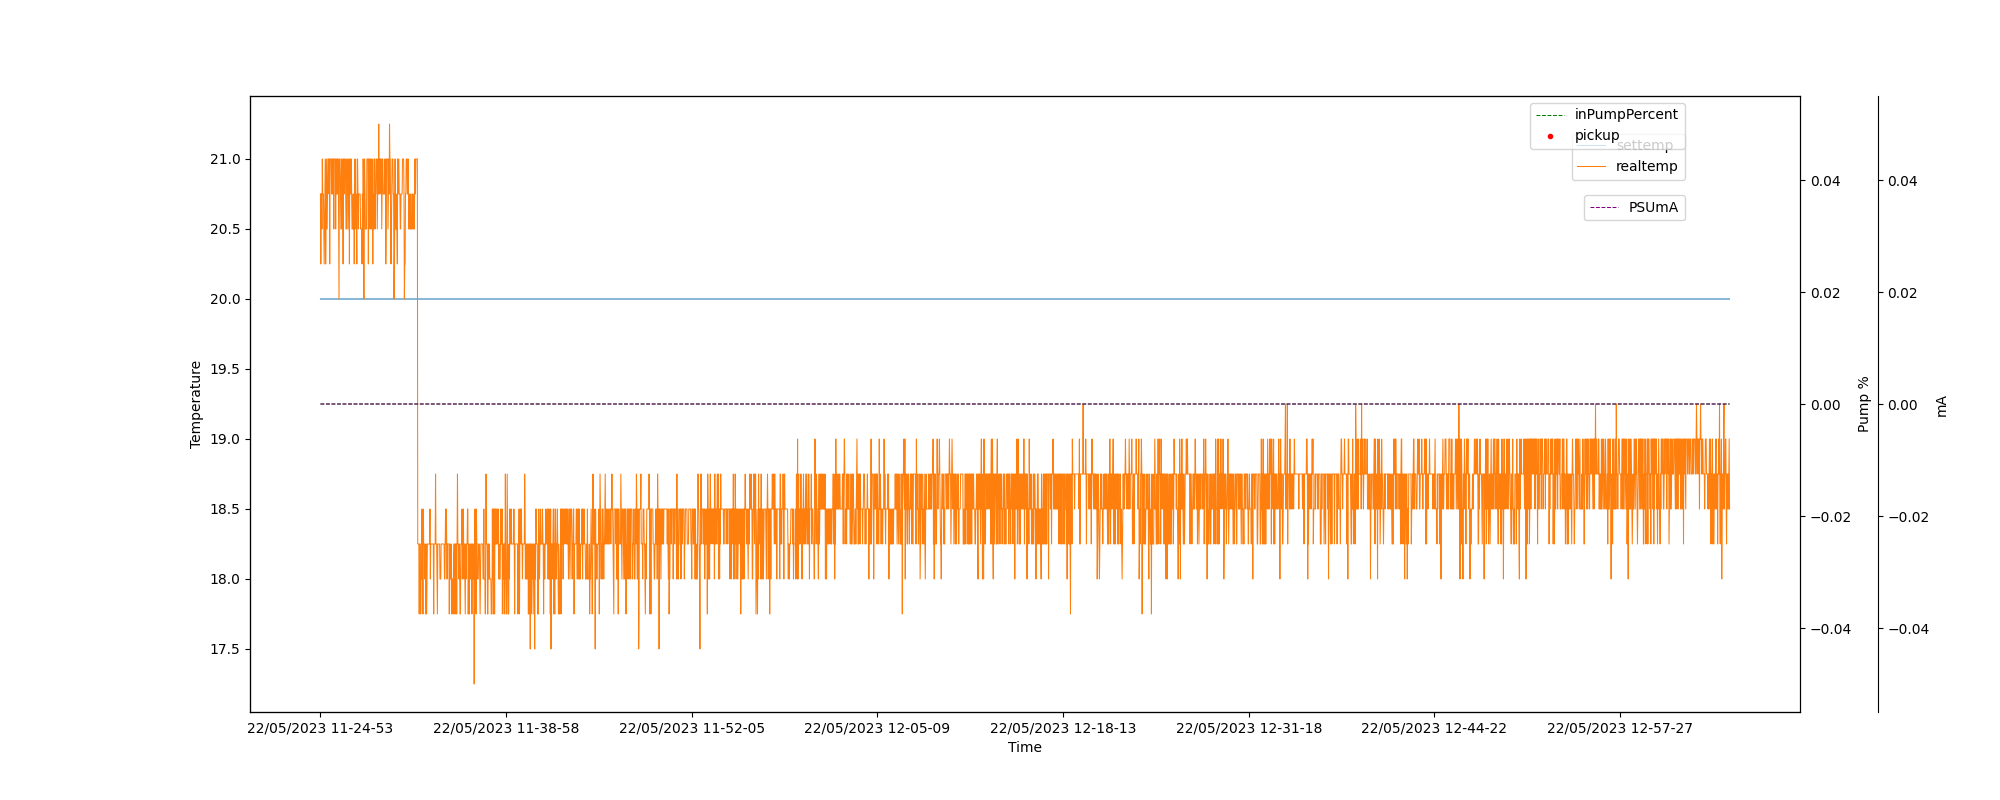 inPumpPercent
pickup
settemp
realtemp
PSUmA
21.0
20.5
20.0
19.5
19.0
18.5
18.0
17.5
Temperature
0.04
0.02
0.00
−0.02
−0.04
Pump %
0.04
0.02
0.00
−0.02
−0.04
mA
22/05/2023 11-24-53
22/05/2023 11-38-58
22/05/2023 11-52-05
22/05/2023 12-05-09
22/05/2023 12-18-13
22/05/2023 12-31-18
22/05/2023 12-44-22
22/05/2023 12-57-27
Time